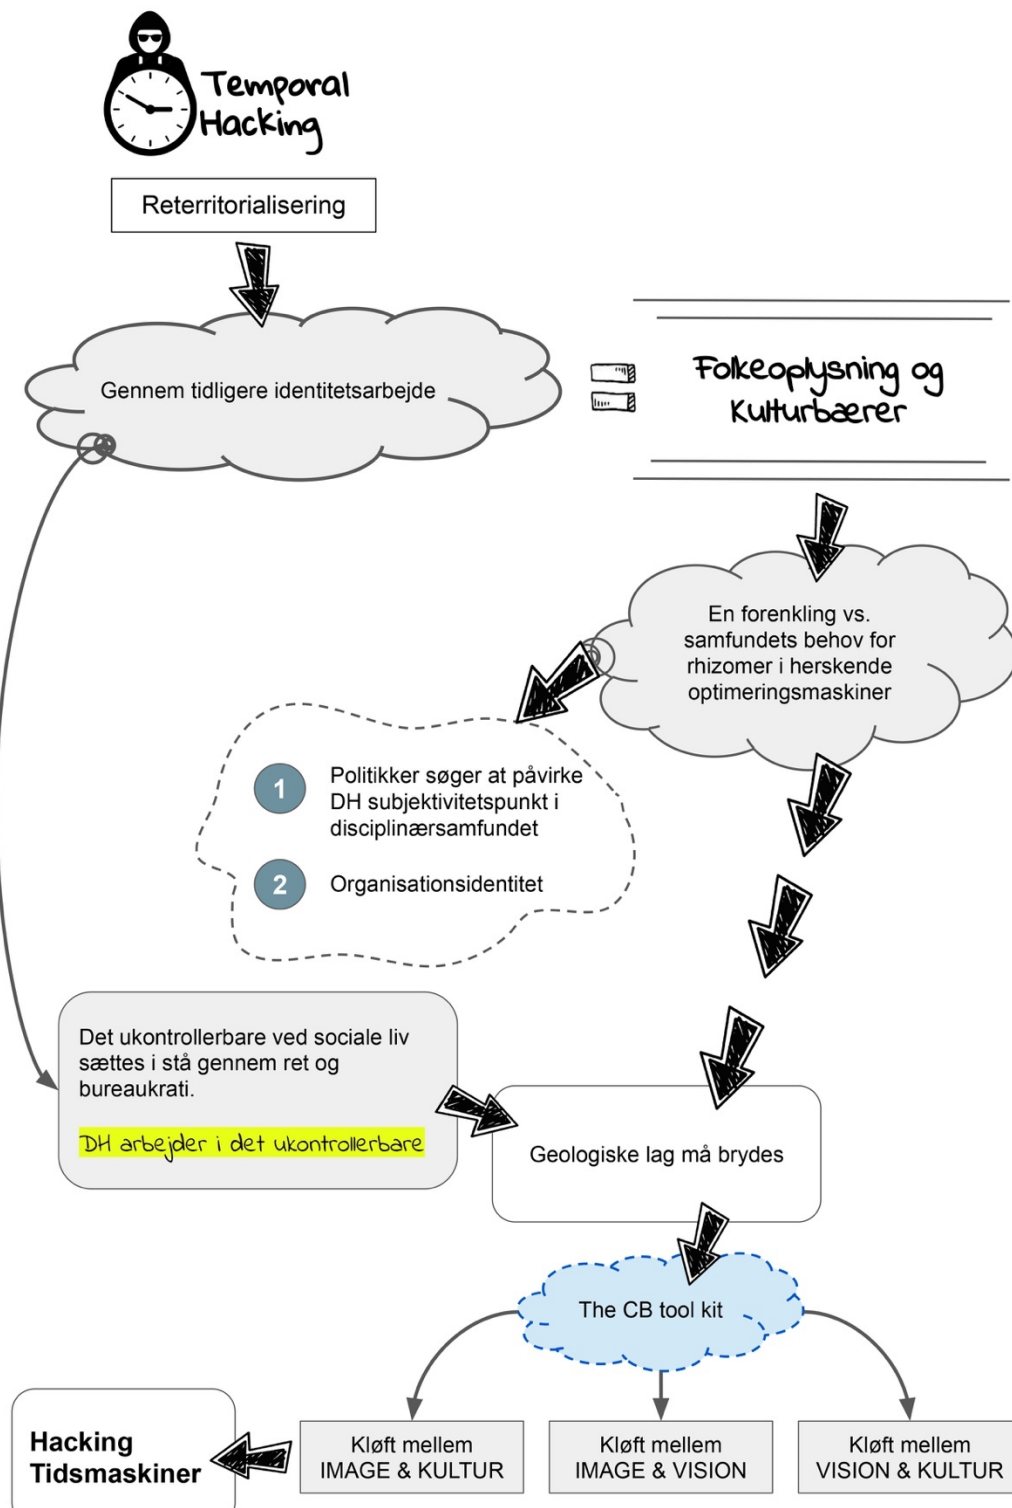 Temporal
Hacking
Reterritorialisering
Gennem tidligere identitetsarbejde
Folkeoplysning og
Kulturbærer
En forenkling vs.
samfundets behov for
rhizomer i herskende
optimeringsmaskiner
1
Politikker søger at påvirke
DH subjektivitetspunkt i
disciplinærsamfundet
2
Organisationsidentitet
Det ukontrollerbare ved sociale liv
sættes i stå gennem ret og
bureaukrati.
DH arbejder i det ukontrollerbare
Geologiske lag må brydes
The CB tool kit
Kløft mellem
IMAGE & KULTUR
Kløft mellem
IMAGE & VISION
Kløft mellem
VISION & KULTUR
Hacking
Tidsmaskiner